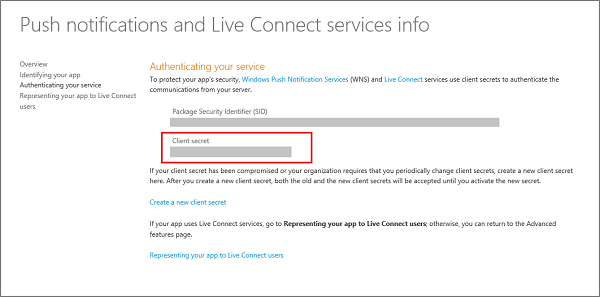 Push notifications and Live Connect services info
Overview
Identifying your app
Authenticating your service
Representing your app to Live Connect
users
Authenticating your service
To protect your app's security, Windows Push Notification Services (WNS) and Live Connect services use client secrets to authenticate the
communications from your server.
Package Security Identifier (SID)
Client secret
If your client secret has been compromised or your organization requires that you periodically change client secrets, create a new client secret
here. After you create a new client secret, both the old and the new client secrets will be accepted until you activate the new secret.
Create a new client secret
If your app uses Live Connect services, go to Representing your app to Live Connect users; otherwise, you can return to the Advanced
features page.
Representing your app to Live Connect users